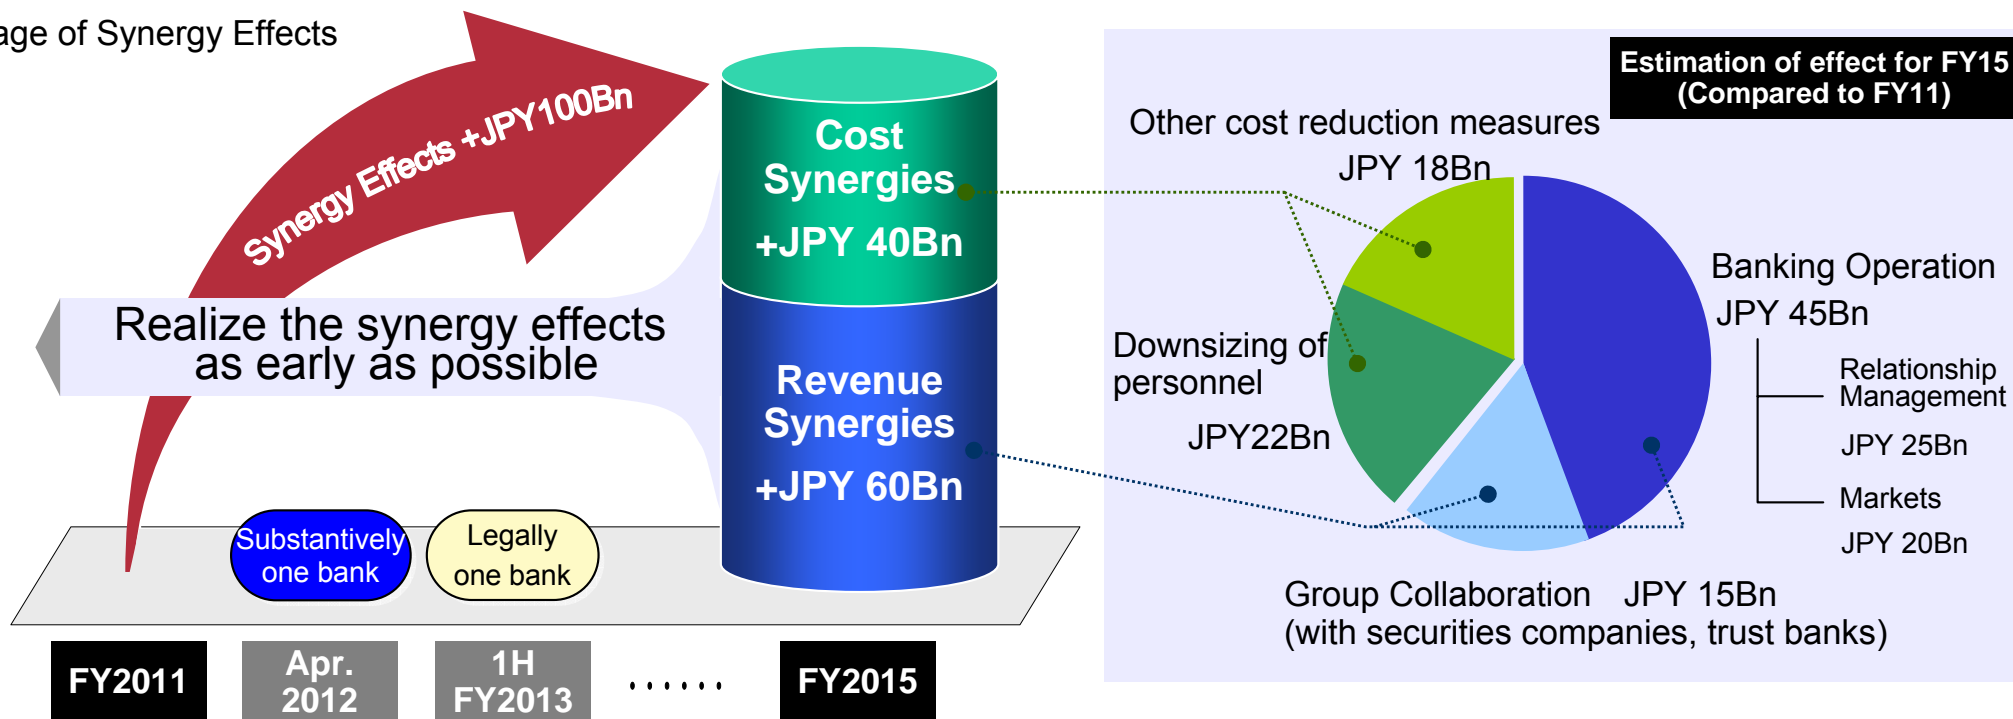 age of Synergy Effects
Synergy Effects +JPY100Bn
Realize the synergy effects
as early as possible
Cost
Synergies
+JPY 40Bn
Revenue
Synergies
+JPY 60Bn
Substantively
one bank
Legally
one bank
FY2011
Apr.
2012
1H
FY2013
......
FY2015
Estimation of effect for FY15
(Compared to FY11)
Other cost reduction measures
JPY 18Bn
Downsizing of
personnel
JPY22Bn
Banking Operation
JPY 45Bn
Relationship
Management
JPY 25Bn
Markets
JPY 20Bn
Group Collaboration JPY 15Bn
(with securities companies, trust banks)